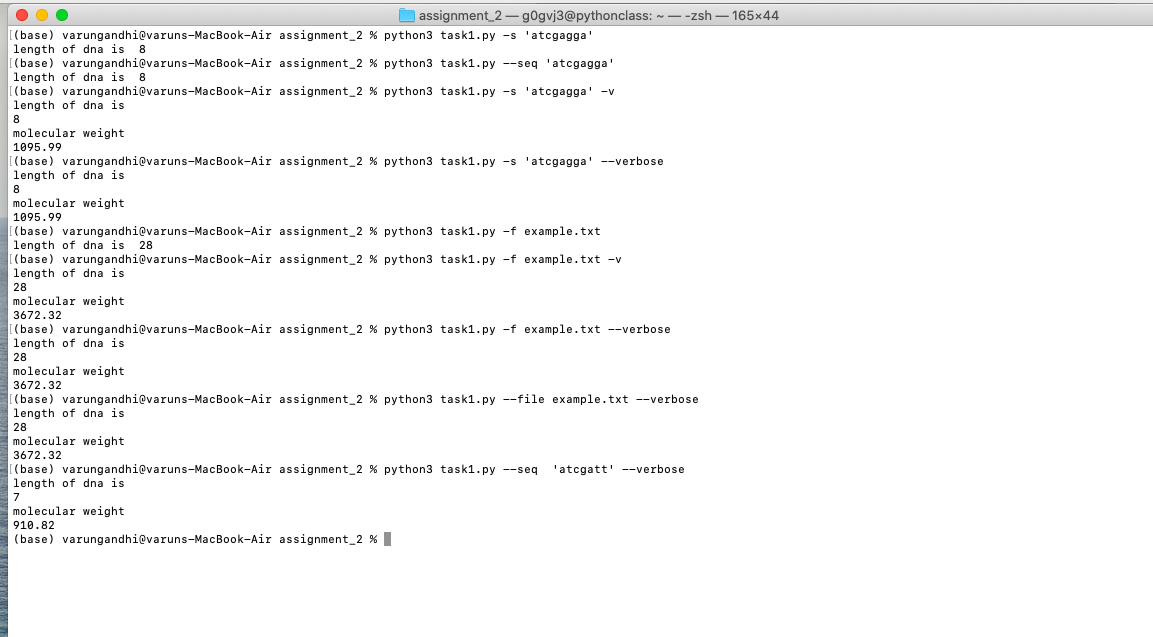 assignment_2 — g0gvj3@pythonclass: ~ — -zsh — 165×44
[(base) varungandhi@varuns-MacBook-Air assignment_2 % python3 task1.py -s 'atcgagga'
length of dna is  8
[(base) varungandhi@varuns-MacBook-Air assignment_2 % python3 task1.py --seq 'atcgagga'
length of dna is  8
[(base) varungandhi@varuns-MacBook-Air assignment_2 % python3 task1.py -s 'atcgagga' -v
length of dna is
8
molecular weight
1095.99
[(base) varungandhi@varuns-MacBook-Air assignment_2 % python3 task1.py -s 'atcgagga' --verbose
length of dna is
8
molecular weight
1095.99
[(base) varungandhi@varuns-MacBook-Air assignment_2 % python3 task1.py -f example.txt
length of dna is  28
[(base) varungandhi@varuns-MacBook-Air assignment_2 % python3 task1.py -f example.txt -v
length of dna is
28
molecular weight
3672.32
[(base) varungandhi@varuns-MacBook-Air assignment_2 % python3 task1.py -f example.txt --verbose
length of dna is
28
molecular weight
3672.32
[(base) varungandhi@varuns-MacBook-Air assignment_2 % python3 task1.py --file example.txt --verbose
length of dna is
28
molecular weight
3672.32
[(base) varungandhi@varuns-MacBook-Air assignment_2 % python3 task1.py --seq  'atcgatt' --verbose
length of dna is
7
molecular weight
910.82
(base) varungandhi@varuns-MacBook-Air assignment_2 %